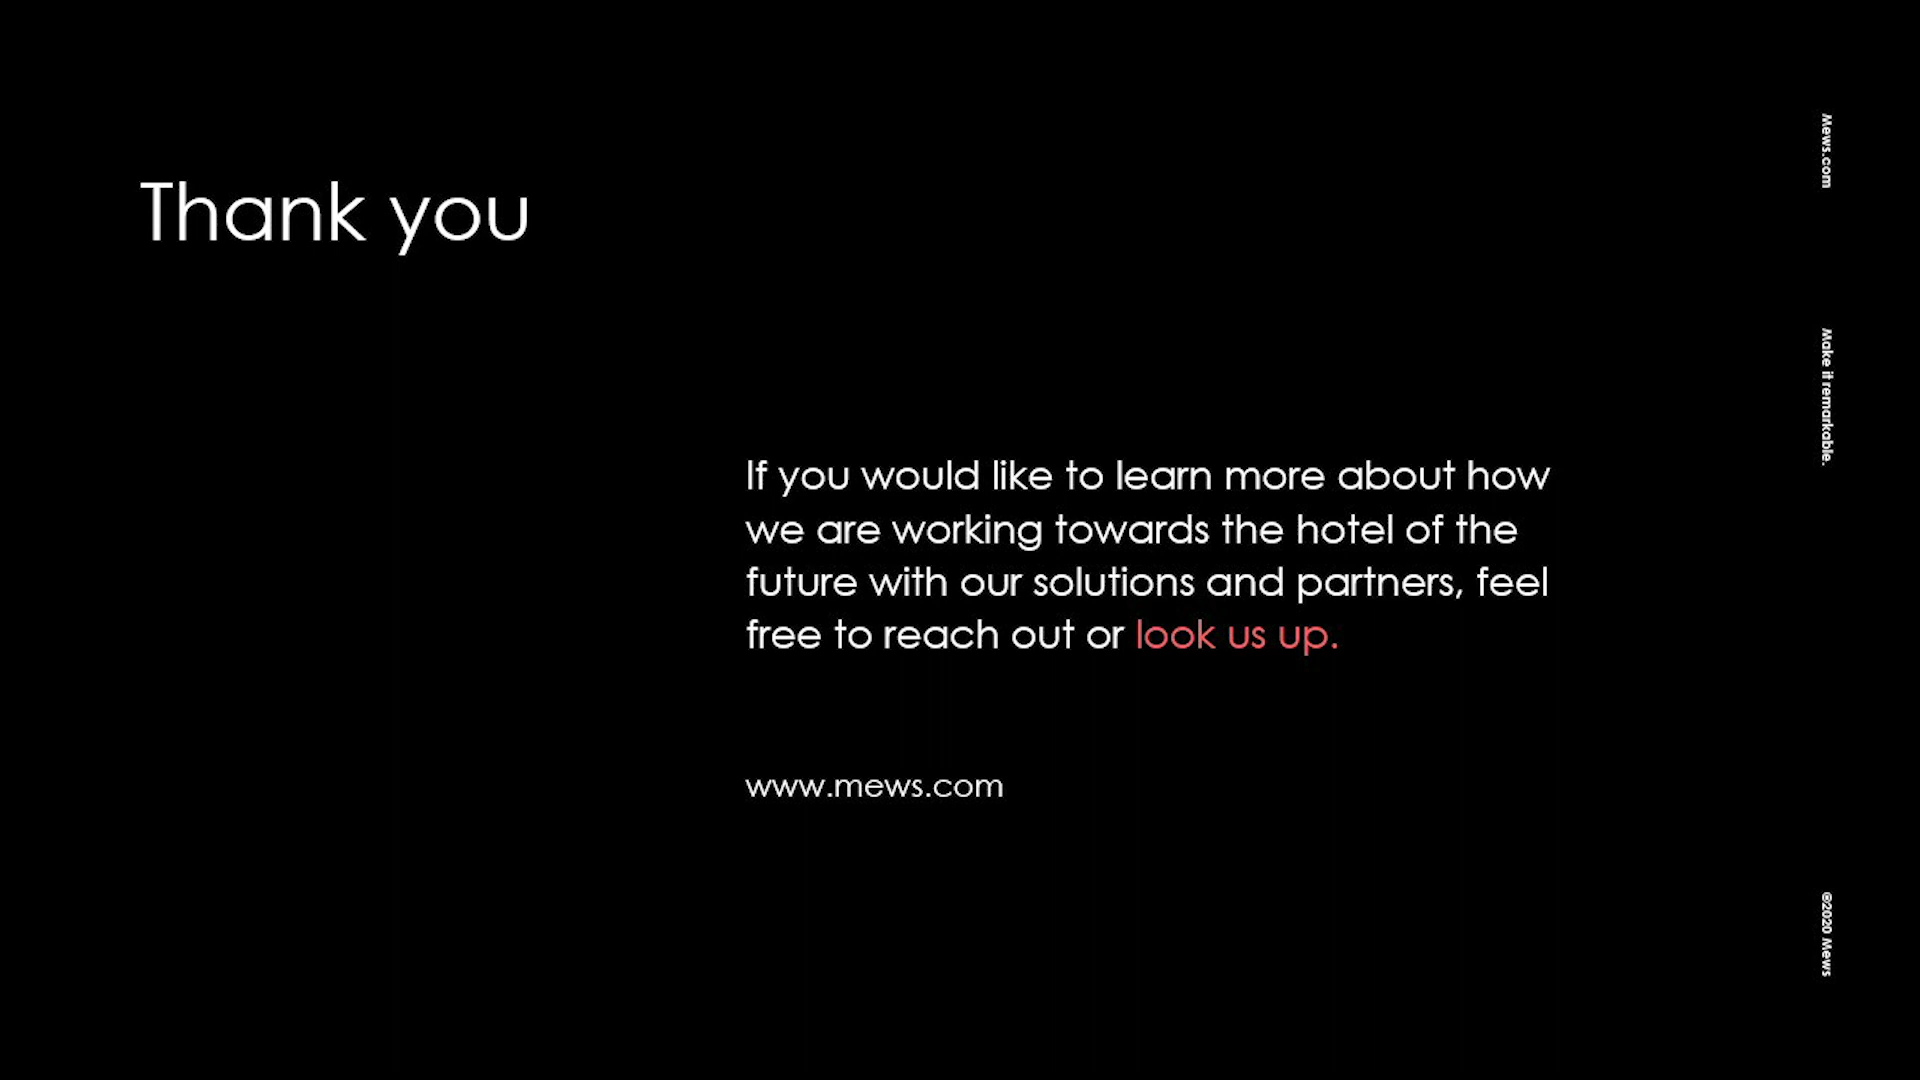 Thank you
If you would like to learn more about how
we are working towards the hotel of the
future with our solutions and partners, feel
free to reach out or look us up.
www.mews.com
Mews.com
Make it remarkable.
©2020 Mews